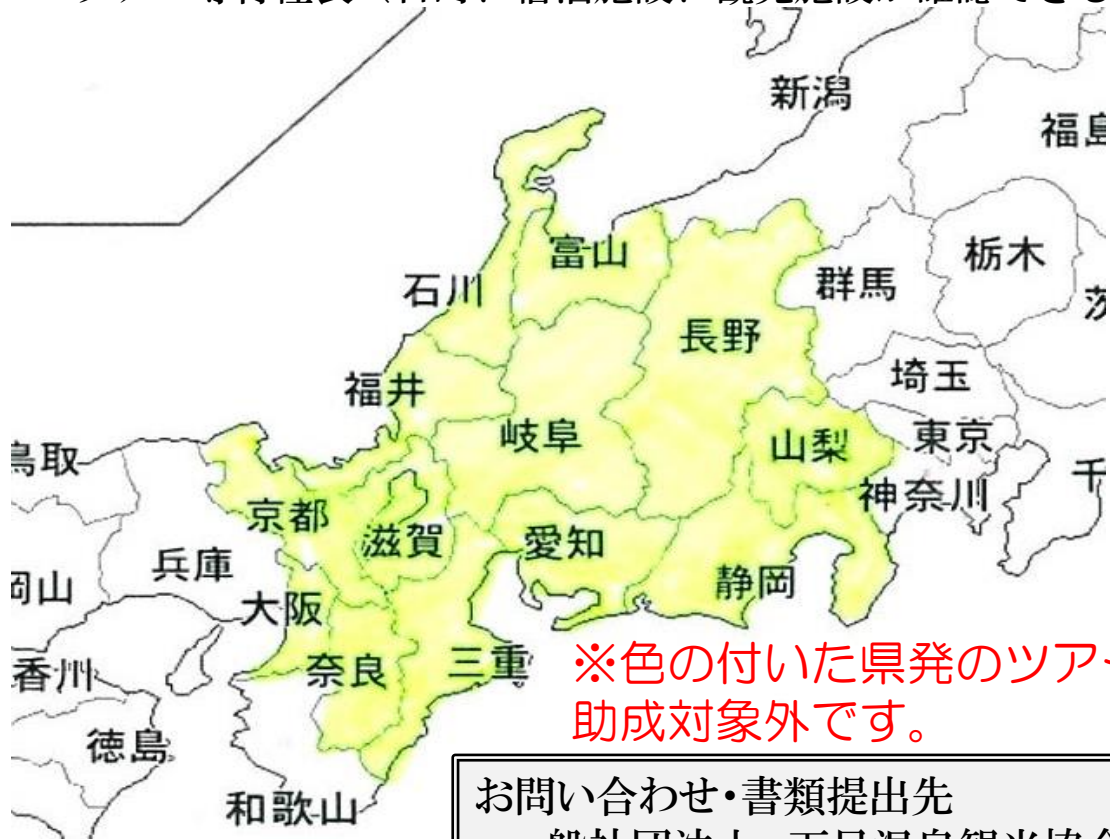 新潟
福島
富山
栃木
石川
群馬
長野
埼玉
福井
岐阜
山梨
東京
鳥取
神奈川
京都
滋賀
愛知
兵庫
静岡
岡山
大阪
奈良
三重
香川
徳島
和歌山
※色の付いた県発のツアー
助成対象外です。
お問い合わせ・書類提出先